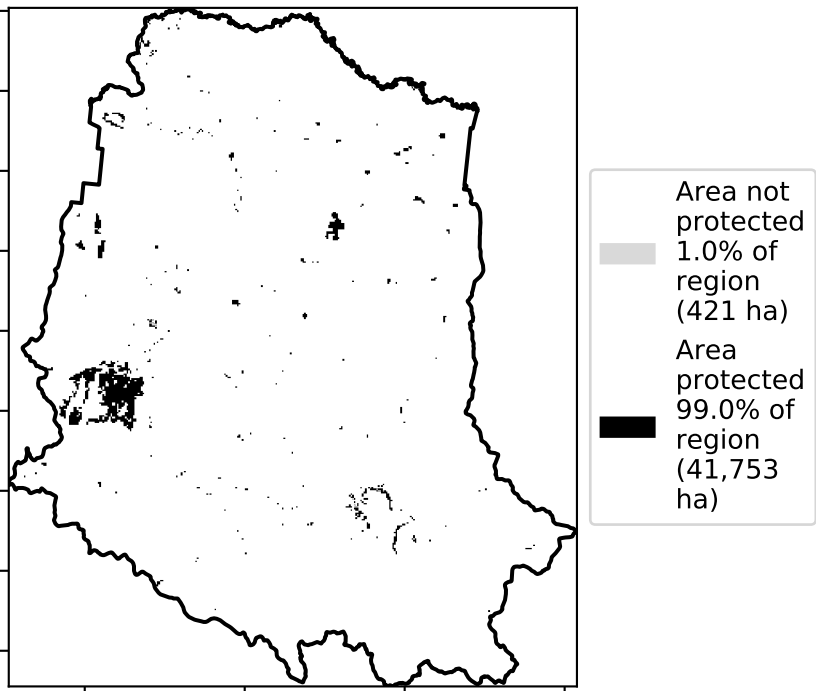 Area not
protected
1.0% of
region
(421 ha)
Area
protected
99.0% of
region
(41,753
ha)